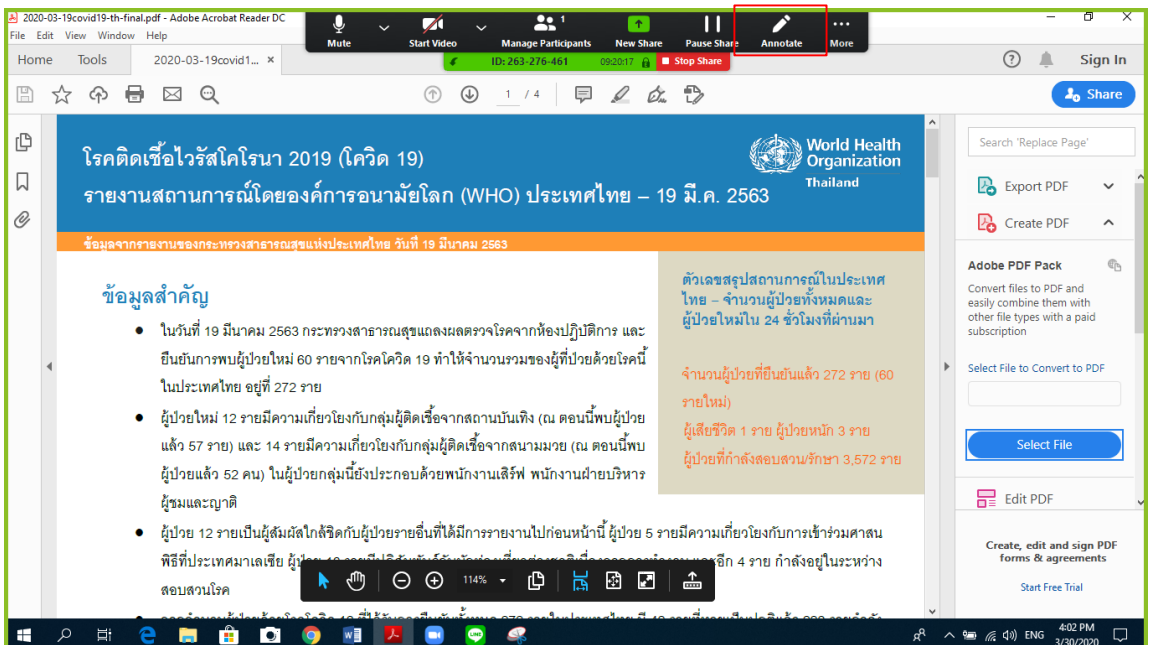 2020-03-19covid19-th-final.pdf - Adobe Acrobat Reader DC
File Edit View Window Help
Mute
Start Video
1
Manage Participants
New Share
Pause Share
Annotate
More
ID: 263-276-461 09:20:17 Stop Share
Home Tools 2020-03-19covid1... ×
Sign In
1 / 4
Share
โรคติดเชื้อไวรัสโคโรนา 2019 (โควิด 19)
รายงานสถานการณ์โดยองค์การอนามัยโลก (WHO) ประเทศไทย – 19 มี.ค. 2563
World Health
Organization
Thailand
ข้อมูลจากรายงานของกระทรวงสาธารณสุขแห่งประเทศไทย วันที่ 19 มีนาคม 2563
ข้อมูลสำคัญ
● ในวันที่ 19 มีนาคม 2563 กระทรวงสาธารณสุขแถลงผลตรวจโรคจากห้องปฏิบัติการ และ
ยืนยันการพบผู้ป่วยใหม่ 60 รายจากโรคโควิด 19 ทำให้จำนวนรวมของผู้ที่ป่วยด้วยโรคนี้
ในประเทศไทย อยู่ที่ 272 ราย
● ผู้ป่วยใหม่ 12 รายมีความเกี่ยวโยงกับกลุ่มผู้ติดเชื้อจากสถานบันเทิง (ณ ตอนนี้พบผู้ป่วย
แล้ว 57 ราย) และ 14 รายมีความเกี่ยวโยงกับกลุ่มผู้ติดเชื้อจากสนามมวย (ณ ตอนนี้พบ
ผู้ป่วยแล้ว 52 คน) ในผู้ป่วยกลุ่มนี้ยังประกอบด้วยพนักงานเสิร์ฟ พนักงานฝ่ายบริหาร
ผู้ชมและญาติ
● ผู้ป่วย 12 รายเป็นผู้สัมผัสใกล้ชิดกับผู้ป่วยรายอื่นที่ได้มีการรายงานไปก่อนหน้านี้ ผู้ป่วย 5 รายมีความเกี่ยวโยงกับการเข้าร่วมศาสน
พิธีที่ประเทศมาเลเซีย อีก 4 ราย กำลังอยู่ในระหว่าง
สอบสวนโรค
ตัวเลขสรุปสถานการณ์ในประเทศ
ไทย – จำนวนผู้ป่วยทั้งหมดและ
ผู้ป่วยใหม่ใน 24 ชั่วโมงที่ผ่านมา
จำนวนผู้ป่วยที่ยืนยันแล้ว 272 ราย (60
รายใหม่)
ผู้เสียชีวิต 1 ราย ผู้ป่วยหนัก 3 ราย
ผู้ป่วยที่กำลังสอบสวน/รักษา 3,572 ราย
114%
Search 'Replace Page'
Export PDF
Create PDF
Adobe PDF Pack
Convert files to PDF and
easily combine them with
other file types with a paid
subscription
Select File to Convert to PDF
Select File
Edit PDF
Create, edit and sign PDF
forms & agreements
Start Free Trial
ENG
4:02 PM
3/30/2020